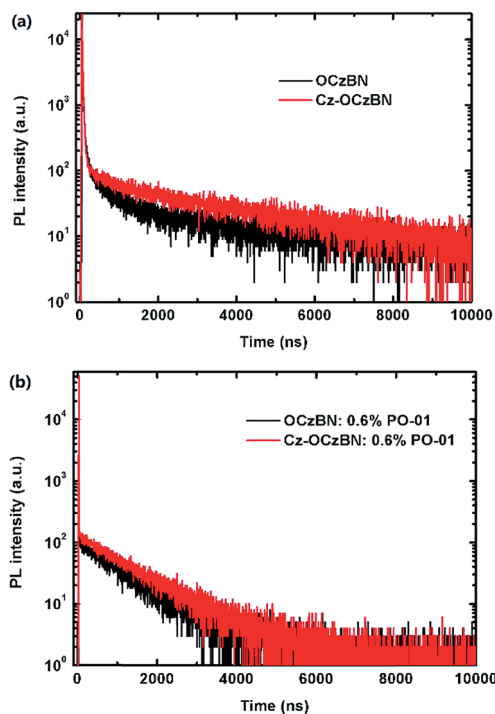 (a)
10⁴
10³
10²
10¹
10⁰
PL intensity (a.u.)
OCzBN
Cz-OCzBN
0 2000 4000 6000 8000 10000
Time (ns)
(b)
10⁴
10³
10²
10¹
10⁰
PL intensity (a.u.)
OCzBN: 0.6% PO-01
Cz-OCzBN: 0.6% PO-01
0 2000 4000 6000 8000 10000
Time (ns)